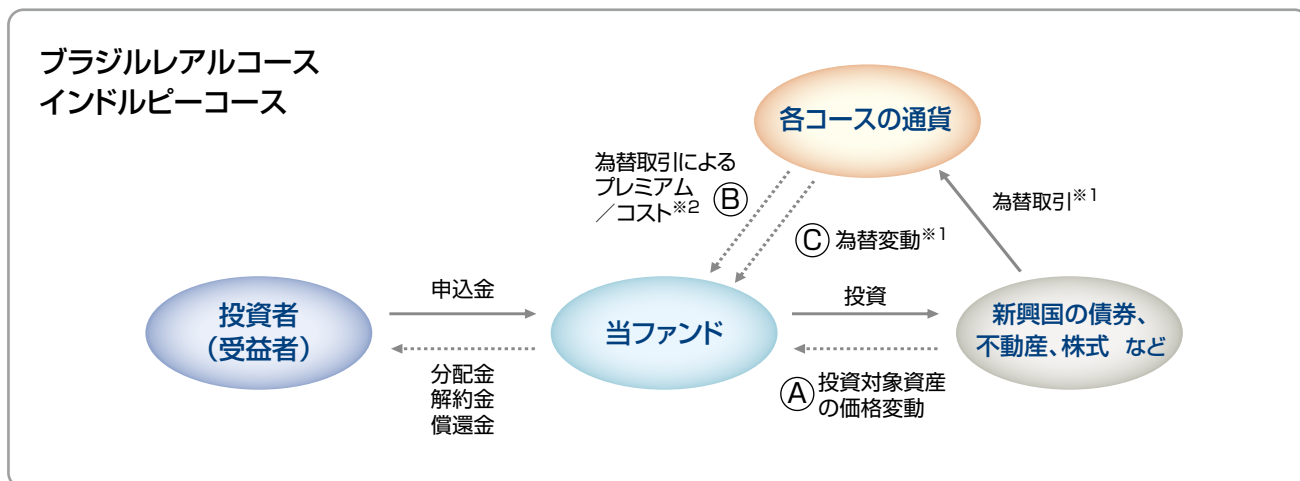 ブラジルレアルコース
インドルピーコース
各コースの通貨
為替取引による
プレミアム
／コスト※2
Ⓑ
Ⓒ 為替変動※1
為替取引※1
投資者
（受益者）
申込金
分配金
解約金
償還金
当ファンド
投資
Ⓐ 投資対象資産
の価格変動
新興国の債券、
不動産、株式 など